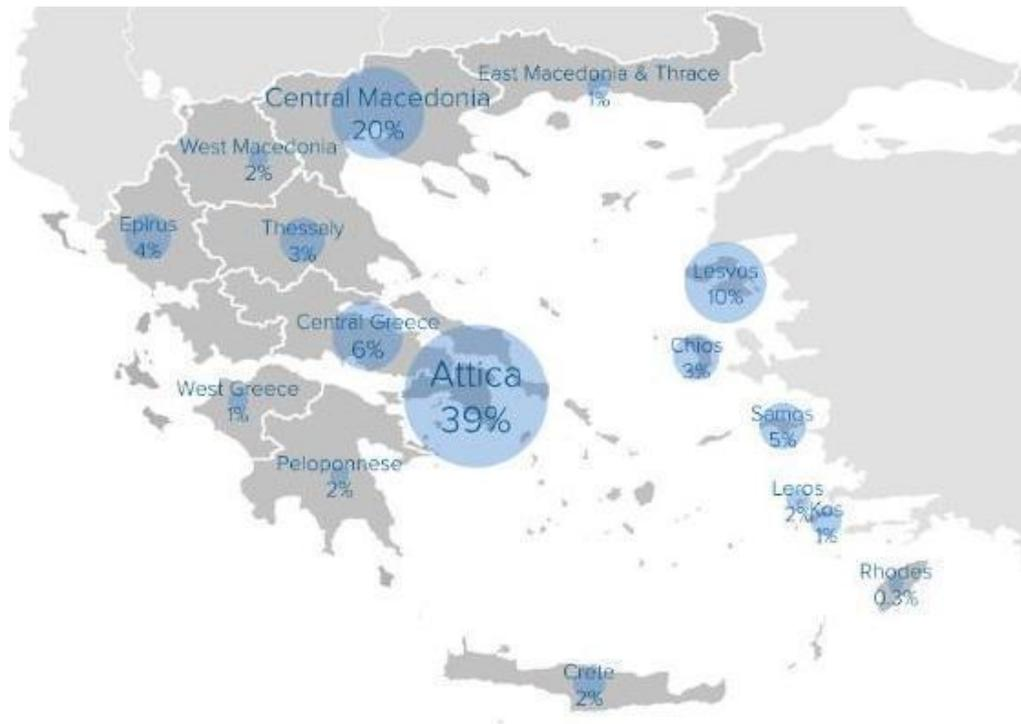 East Macedonia & Thrace
1%
Central Macedonia
20%
West Macedonia
2%
Epirus
4%
Thessaly
3%
Lesvos
10%
Central Greece
6%
Chios
3%
Attica
39%
West Greece
1%
Samos
5%
Peloponnese
2%
Leros
2%
Kos
1%
Rhodes
0.3%
Crete
2%